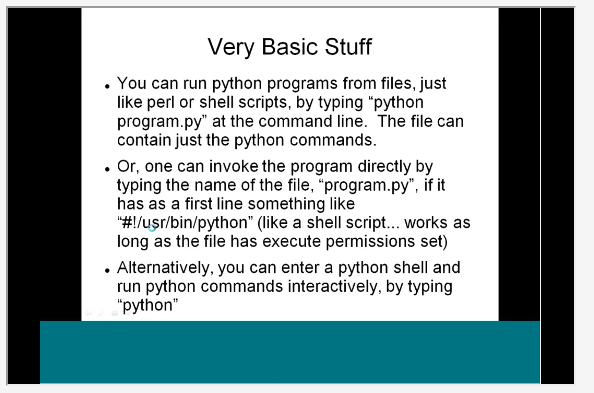 Very Basic Stuff
• You can run python programs from files, just
like perl or shell scripts, by typing “python
program.py” at the command line.  The file can
contain just the python commands.
• Or, one can invoke the program directly by
typing the name of the file, “program.py”, if it
has as a first line something like
“#!/usr/bin/python” (like a shell script... works as
long as the file has execute permissions set)
• Alternatively, you can enter a python shell and
run python commands interactively, by typing
“python”